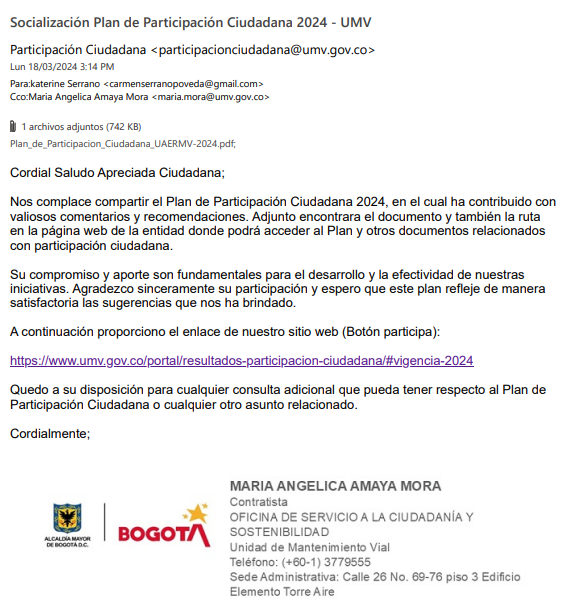 Socialización Plan de Participación Ciudadana 2024 - UMV
Participación Ciudadana <participacionciudadana@umv.gov.co>
Lun 18/03/2024 3:14 PM
Para:katerine Serrano <carmenserranopoveda@gmail.com>
Cco:Maria Angelica Amaya Mora <maria.mora@umv.gov.co>
1 archivos adjuntos (742 KB)
Plan_de_Participacion_Ciudadana_UAERMV-2024.pdf;
Cordial Saludo Apreciada Ciudadana;
Nos complace compartir el Plan de Participación Ciudadana 2024, en el cual ha contribuido con
valiosos comentarios y recomendaciones. Adjunto encontrara el documento y también la ruta
en la página web de la entidad donde podrá acceder al Plan y otros documentos relacionados
con participación ciudadana.
Su compromiso y aporte son fundamentales para el desarrollo y la efectividad de nuestras
iniciativas. Agradezco sinceramente su participación y espero que este plan refleje de manera
satisfactoria las sugerencias que nos ha brindado.
A continuación proporciono el enlace de nuestro sitio web (Botón participa):
https://www.umv.gov.co/portal/resultados-participacion-ciudadana/#vigencia-2024
Quedo a su disposición para cualquier consulta adicional que pueda tener respecto al Plan de
Participación Ciudadana o cualquier otro asunto relacionado.
Cordialmente;
ALCALDÍA MAYOR
DE BOGOTÁ D.C.
BOGOTÁ
MARIA ANGELICA AMAYA MORA
Contratista
OFICINA DE SERVICIO A LA CIUDADANÍA Y
SOSTENIBILIDAD
Unidad de Mantenimiento Vial
Teléfono: (+60-1) 3779555
Sede Administrativa: Calle 26 No. 69-76 piso 3 Edificio
Elemento Torre Aire